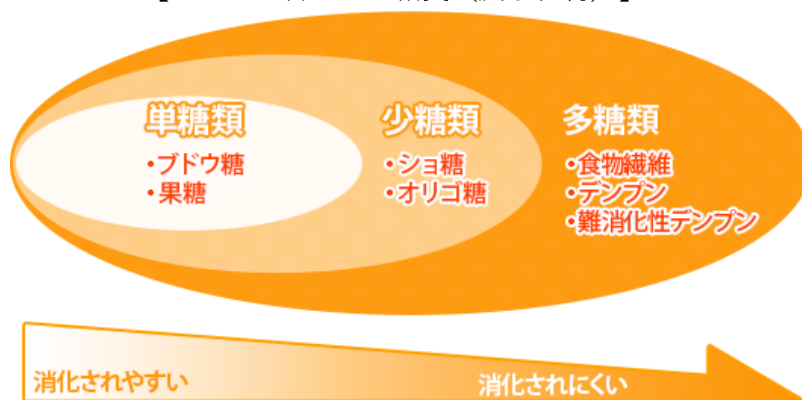 単糖類
・ブドウ糖
・果糖
少糖類
・ショ糖
・オリゴ糖
多糖類
・食物繊維
・デンプン
・難消化性デンプン
消化されやすい
消化されにくい